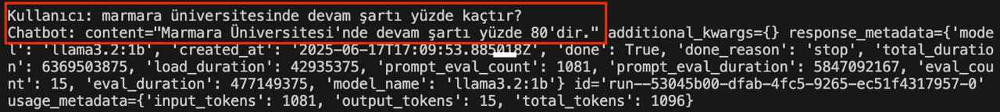 Kullanıcı: marmara üniversitesinde devam şartı yüzde kaçtır?
Chatbot: content="Marmara Üniversitesi'nde devam şartı yüzde 80'dir." additional_kwargs={} response_metadata={'mode
l': 'llama3.2:1b', 'created_at': '2025-06-17T17:09:53.885018Z', 'done': True, 'done_reason': 'stop', 'total_duratio
n': 6369503875, 'load_duration': 42935375, 'prompt_eval_count': 1081, 'prompt_eval_duration': 5847092167, 'eval_cou
nt': 15, 'eval_duration': 477149375, 'model_name': 'llama3.2:1b'} id='run--53045b00-dfab-4fc5-9265-ec51f4317957-0'
usage_metadata={'input_tokens': 1081, 'output_tokens': 15, 'total_tokens': 1096}